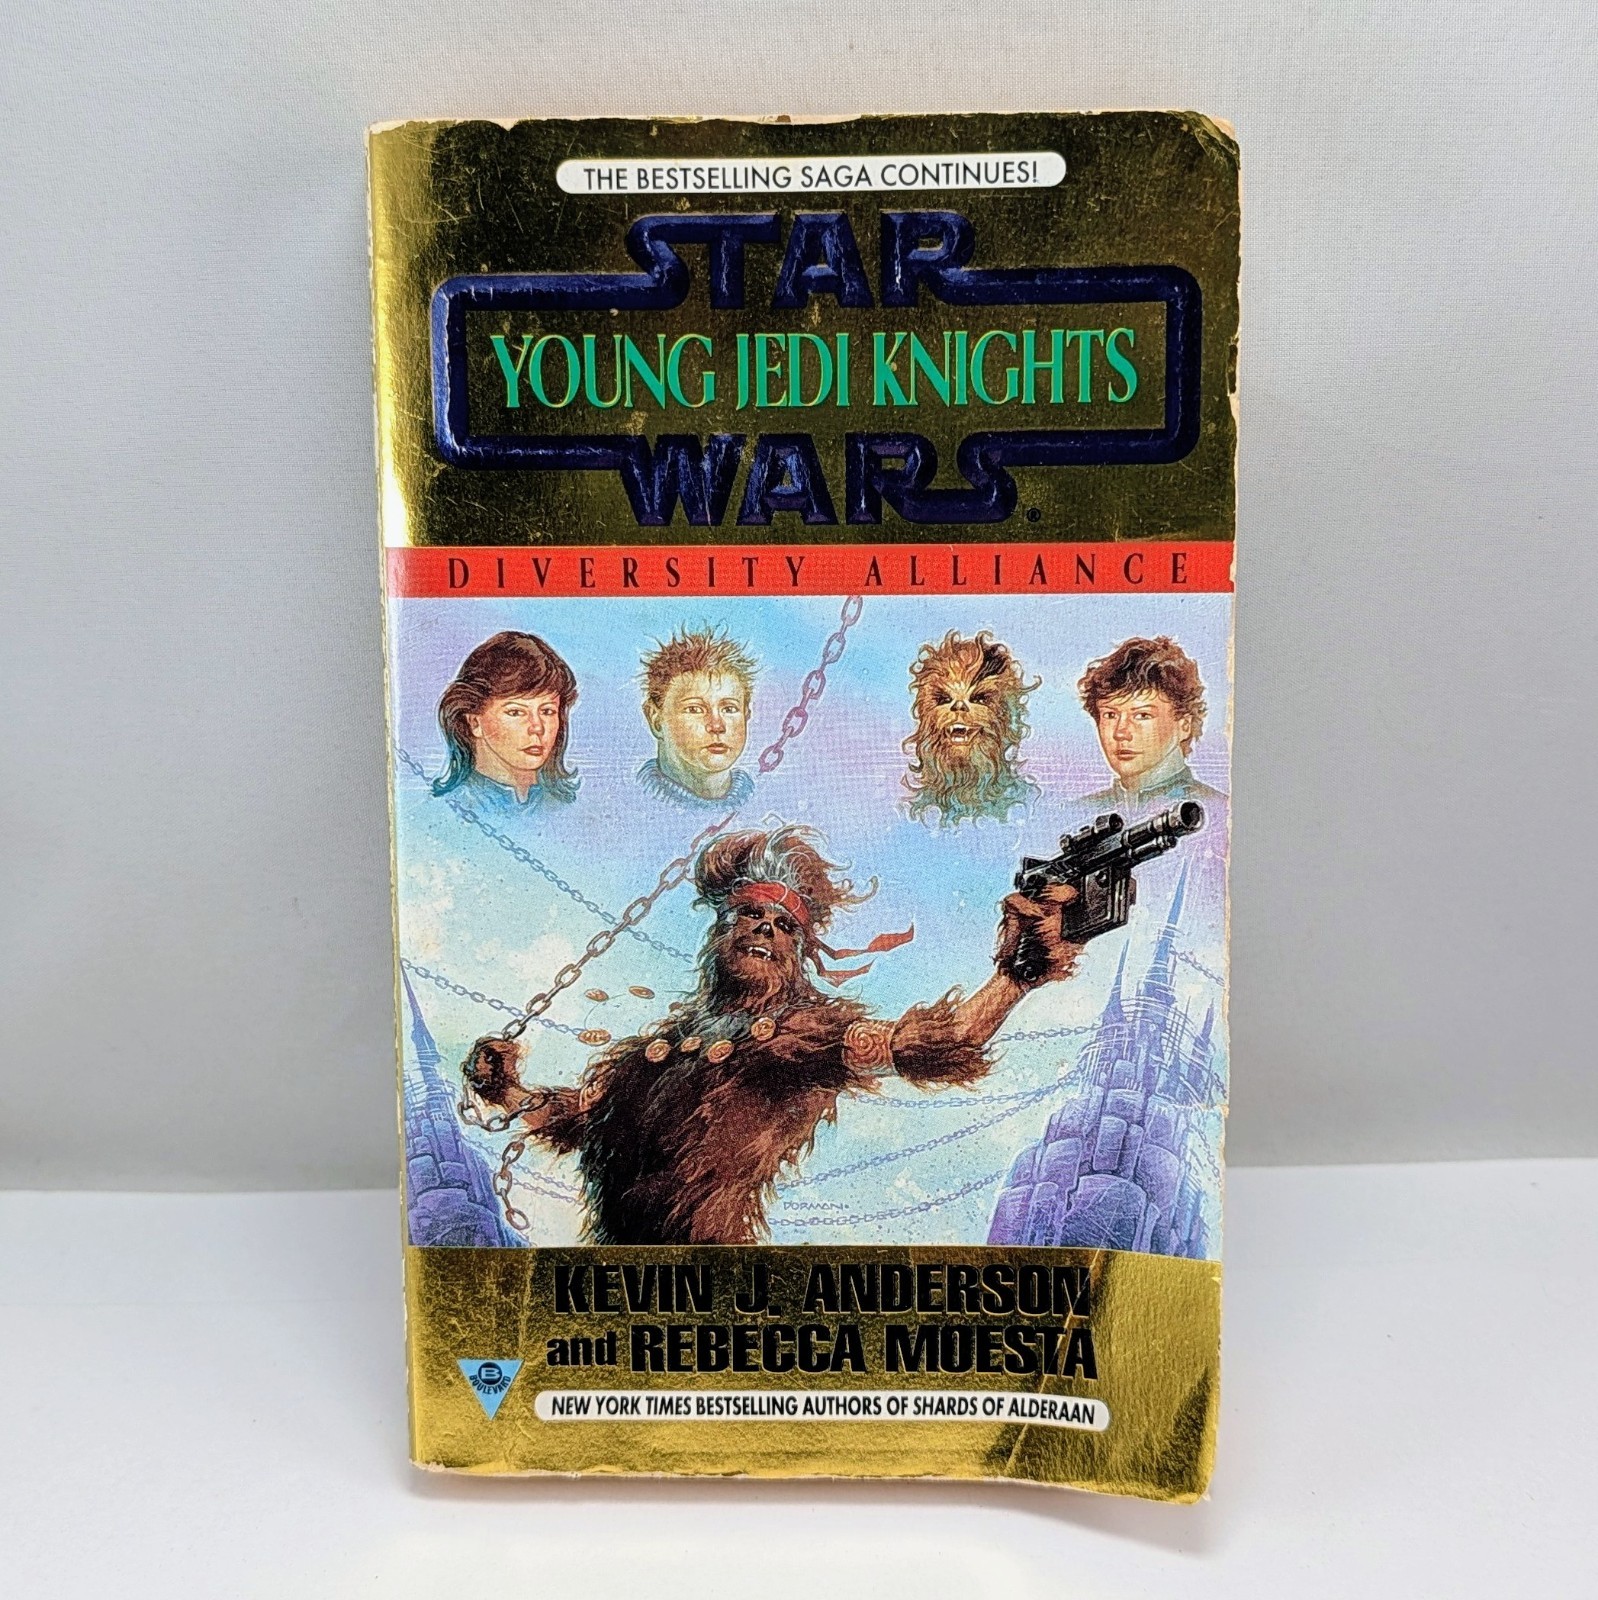 THE BESTSELLING SAGA CONTINUES!
STAR
YOUNG JEDI KNIGHTS
WARS®
DIVERSITY ALLIANCE
DORMAN
KEVIN J. ANDERSON
and REBECCA MOESTA
B
BOULEVARD
NEW YORK TIMES BESTSELLING AUTHORS OF SHARDS OF ALDERAAN